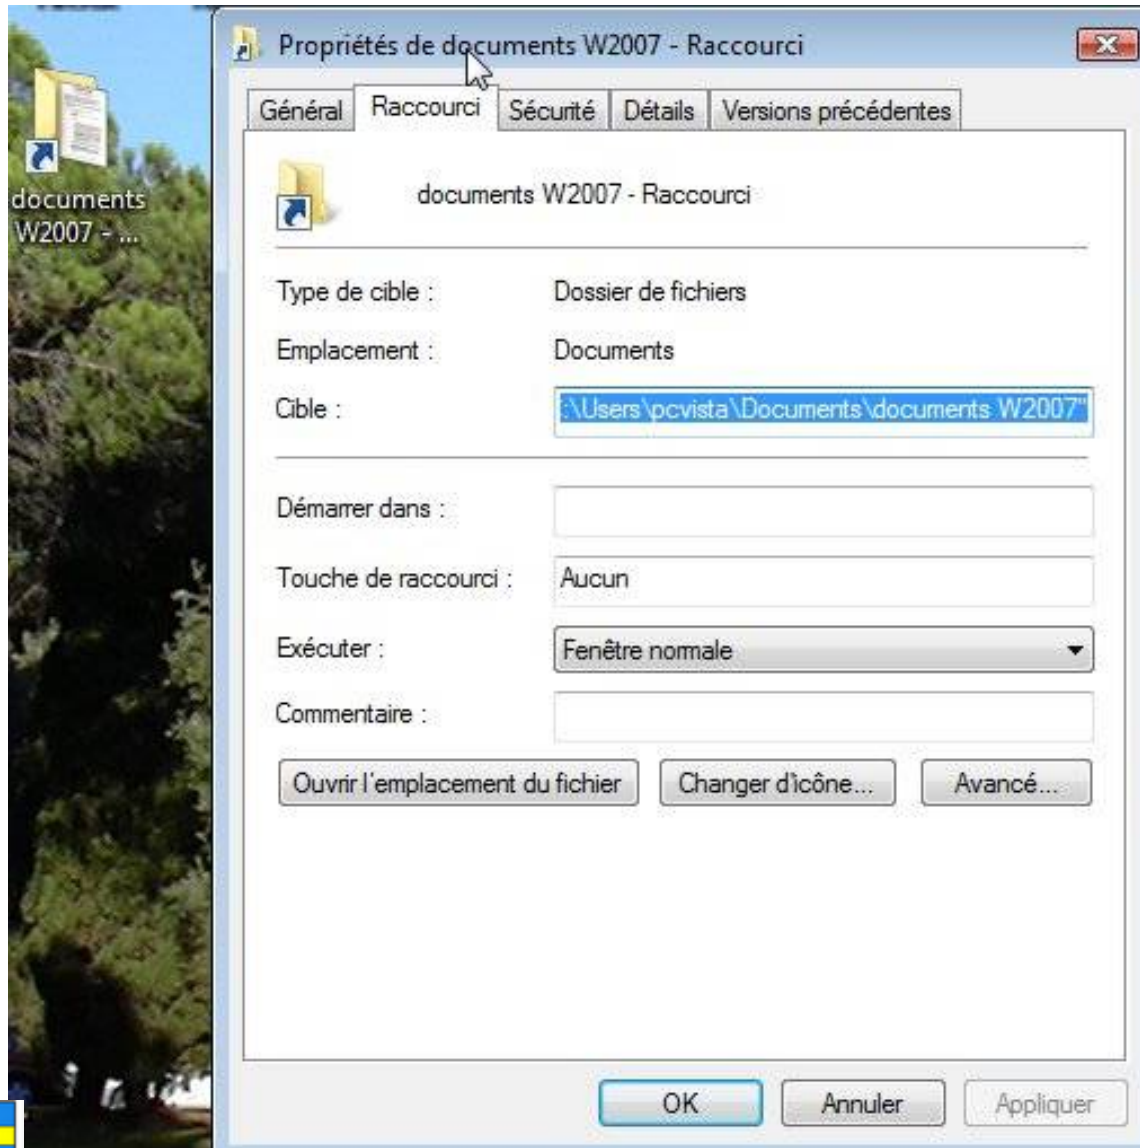 documents
W2007 - ...
Propriétés de documents W2007 - Raccourci
Général Raccourci Sécurité Détails Versions précédentes
documents W2007 - Raccourci
Type de cible : Dossier de fichiers
Emplacement : Documents
Cible : :\Users\pcvista\Documents\documents W2007"
Démarrer dans :
Touche de raccourci : Aucun
Exécuter : Fenêtre normale
Commentaire :
Ouvrir l'emplacement du fichier Changer d'icône... Avancé...
OK Annuler Appliquer